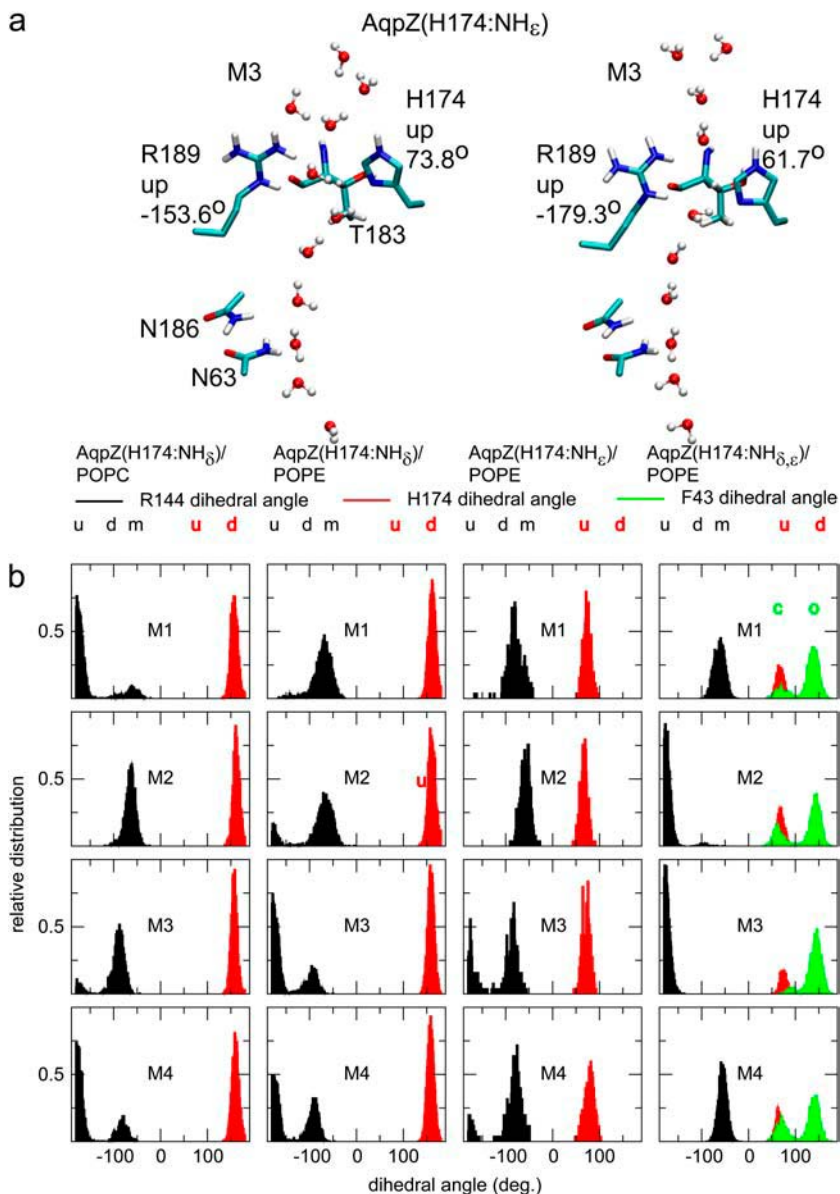 a
AqpZ(H174:NHε)
M3
H174
up
73.8o
R189
up
-153.6o
T183
N186
N63
M3
H174
up
61.7o
R189
up
-179.3o
AqpZ(H174:NHδ)/
POPC
AqpZ(H174:NHδ)/
POPE
AqpZ(H174:NHε)/
POPE
AqpZ(H174:NHδ,ε)/
POPE
R144 dihedral angle H174 dihedral angle F43 dihedral angle
u d m u d u d m u d u d m u d u d m u d
b
0.5 M1 M1 M1 M1 c o
0.5 M2 M2 u M2 M2
0.5 M3 M3 M3 M3
0.5 M4 M4 M4 M4
-100 0 100 -100 0 100 -100 0 100 -100 0 100
relative distribution
dihedral angle (deg.)